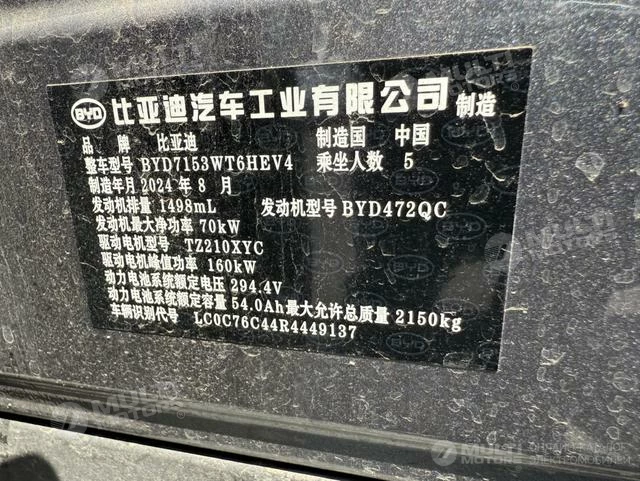 BYD 比亚迪汽车工业有限公司 制造
品 牌 比亚迪 制造国 中国
整车型号 BYD7153WT6HEV4 乘坐人数 5
制造年月 2024 年 8 月
发动机排量 1498mL 发动机型号 BYD472QC
发动机最大净功率 70kW
驱动电机型号 TZ210XYC
驱动电机峰值功率 160kW
动力电池系统额定电压 294.4V
动力电池系统额定容量 54.0Ah 最大允许总质量 2150kg
车辆识别代号 LC0C76C44R4449137
MULTI
MOTORS